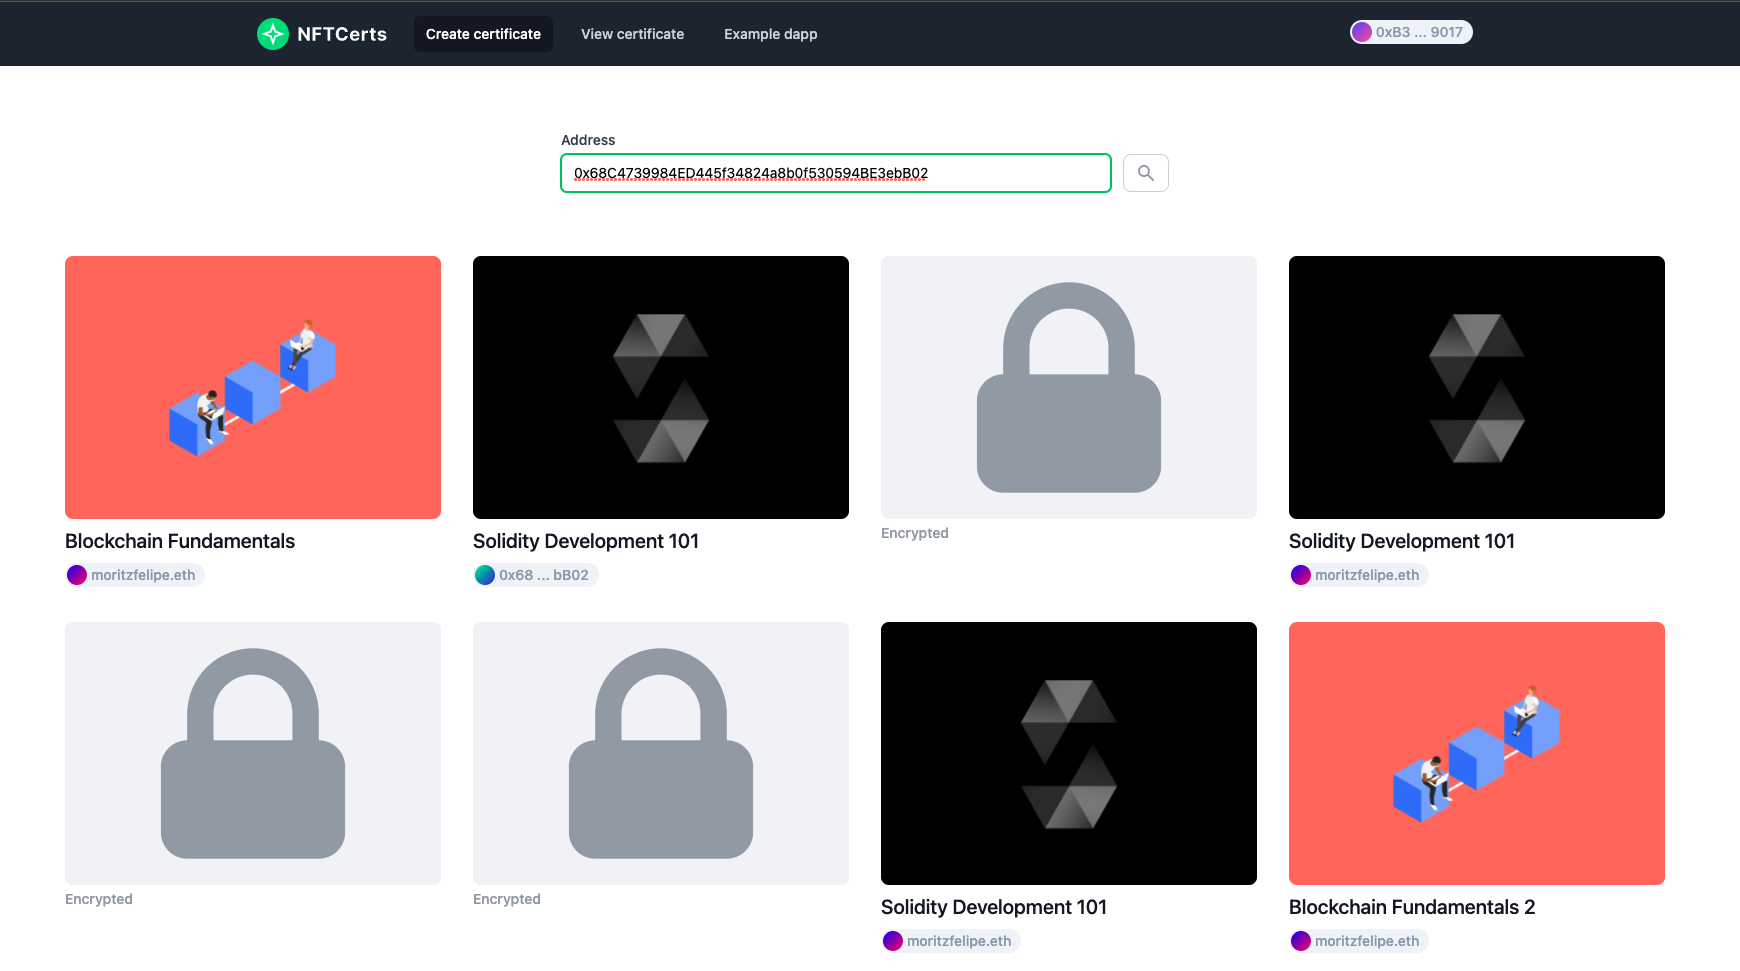 NFTCerts
Create certificate
View certificate
Example dapp
0xB3 ... 9017
Address
0x68C4739984ED445f34824a8b0f530594BE3ebB02
Blockchain Fundamentals
moritzfelipe.eth
Solidity Development 101
0x68 ... bB02
Encrypted
Solidity Development 101
moritzfelipe.eth
Encrypted
Encrypted
Solidity Development 101
moritzfelipe.eth
Blockchain Fundamentals 2
moritzfelipe.eth